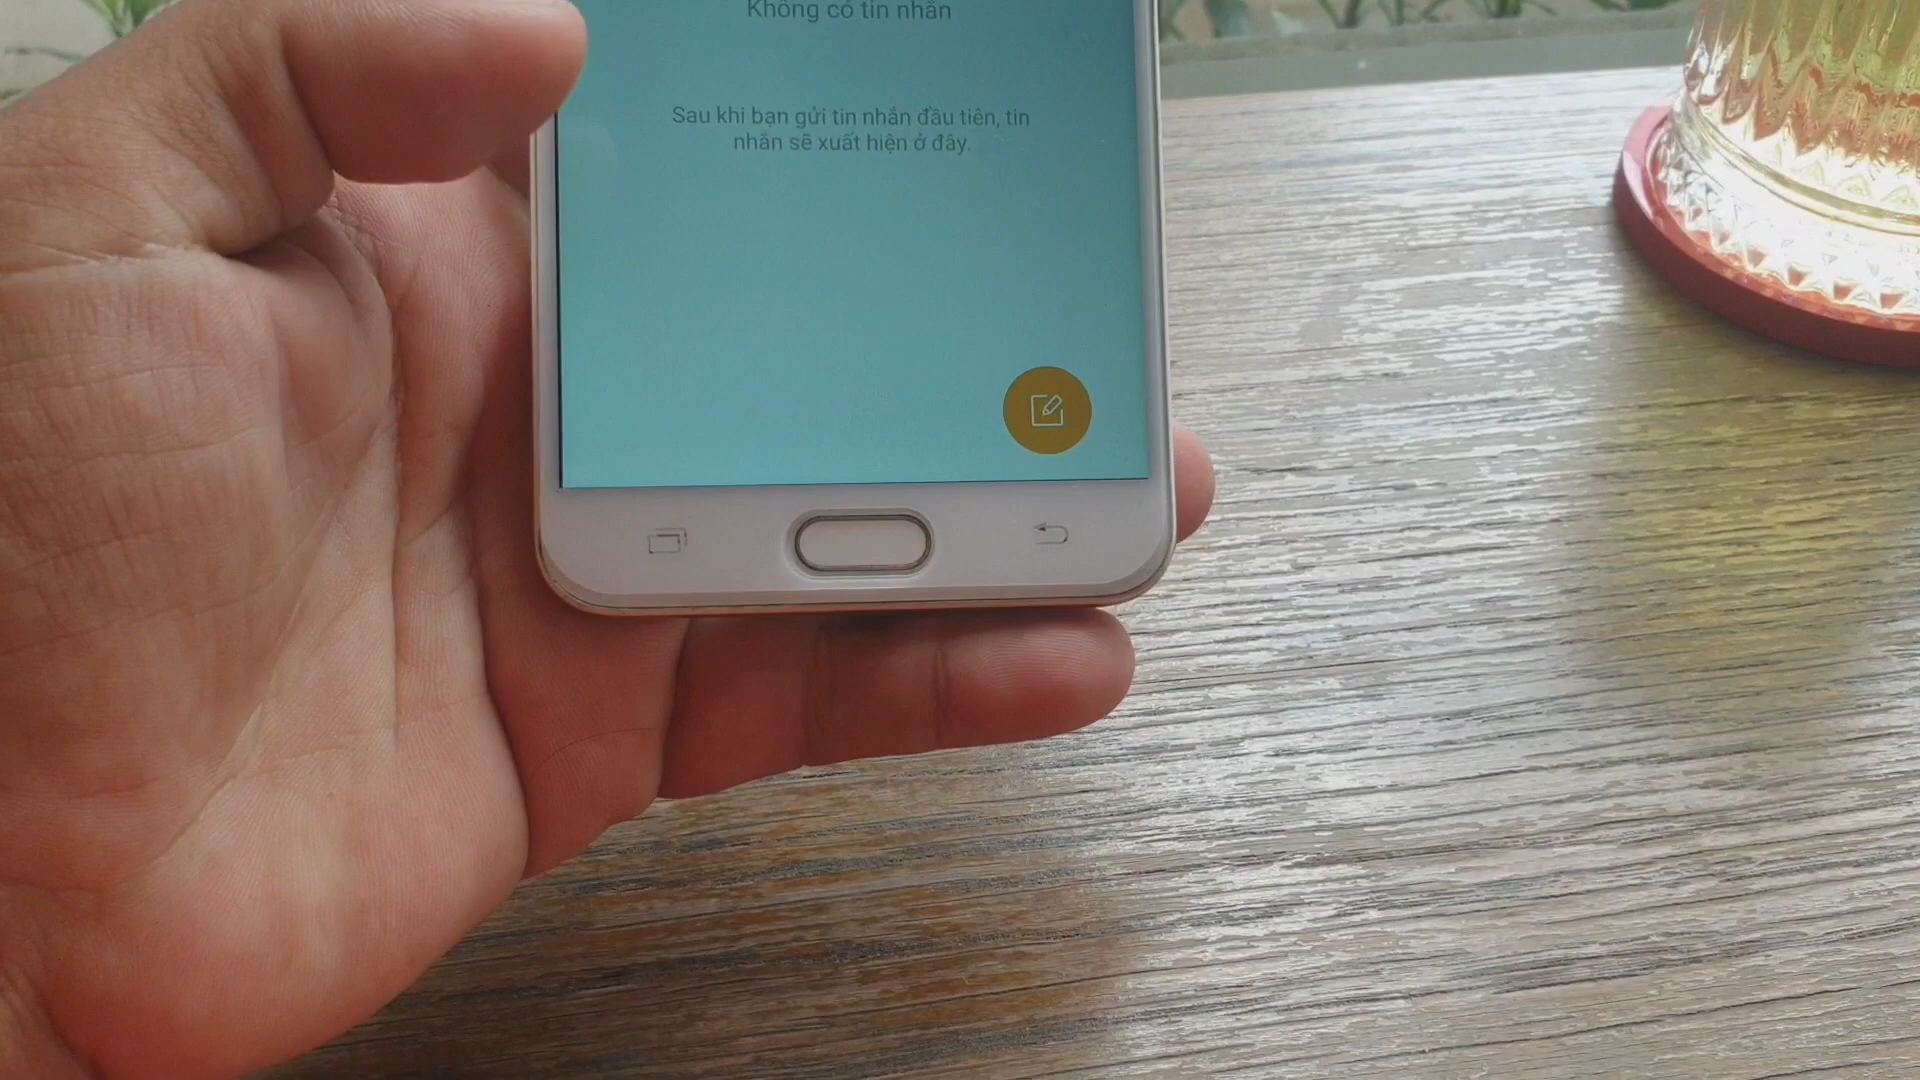 Không có tin nhắn
Sau khi bạn gửi tin nhắn đầu tiên, tin
nhắn sẽ xuất hiện ở đây.